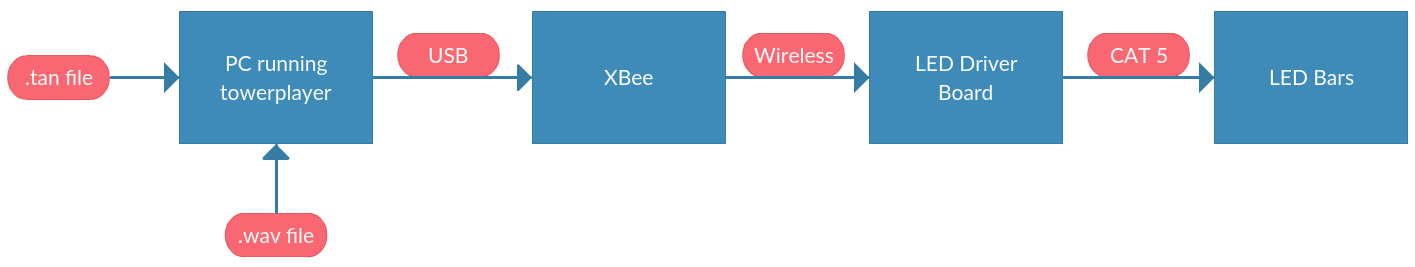 .tan file
PC running
towerplayer
USB
XBee
Wireless
LED Driver
Board
CAT 5
LED Bars
.wav file